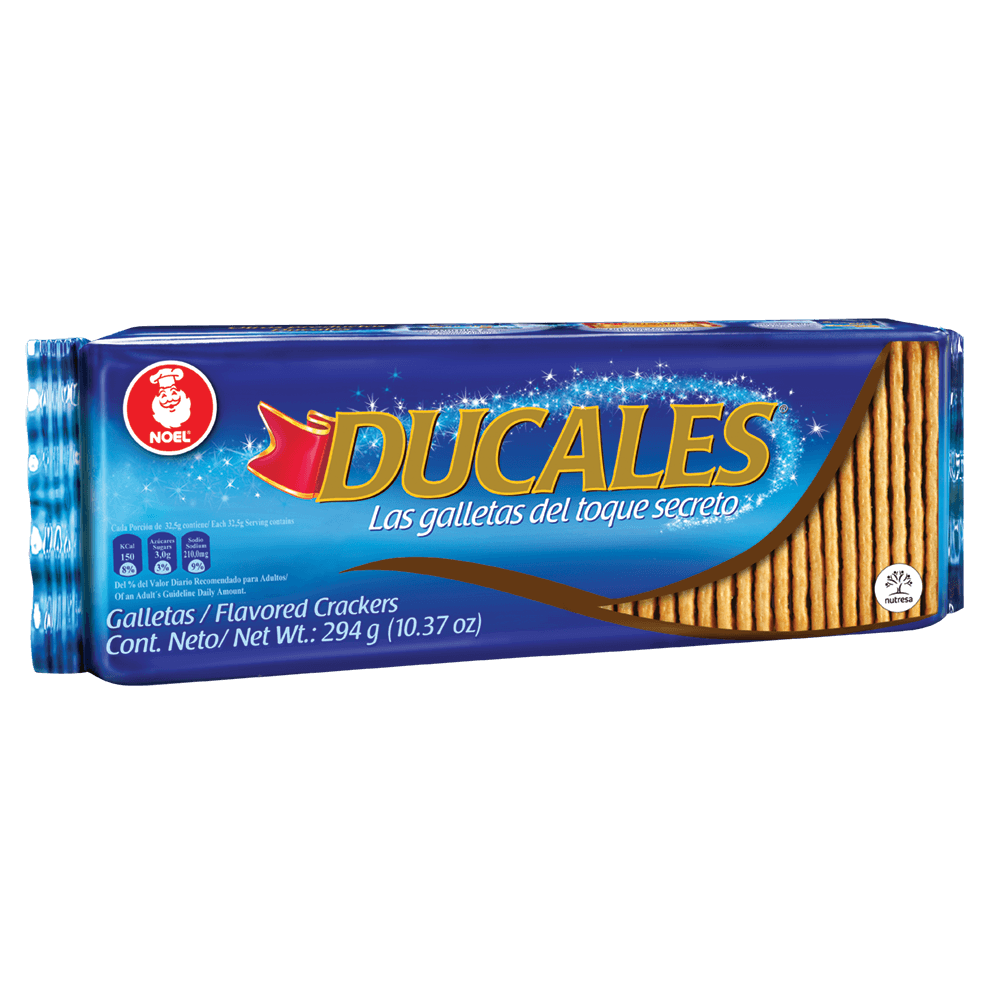 NOEL
DUCALES®
Las galletas del toque secreto
Cada Porción de 32,5g contiene/ Each 32,5g Serving contains
KCal
150
8%
Azúcares
Sugars
3,0g
3%
Sodio
Sodium
210,0mg
9%
Del % del Valor Diario Recomendado para Adultos/
Of an Adult´s Guideline Daily Amount.
Galletas / Flavored Crackers
Cont. Neto/ Net Wt.: 294 g (10.37 oz)
nutresa